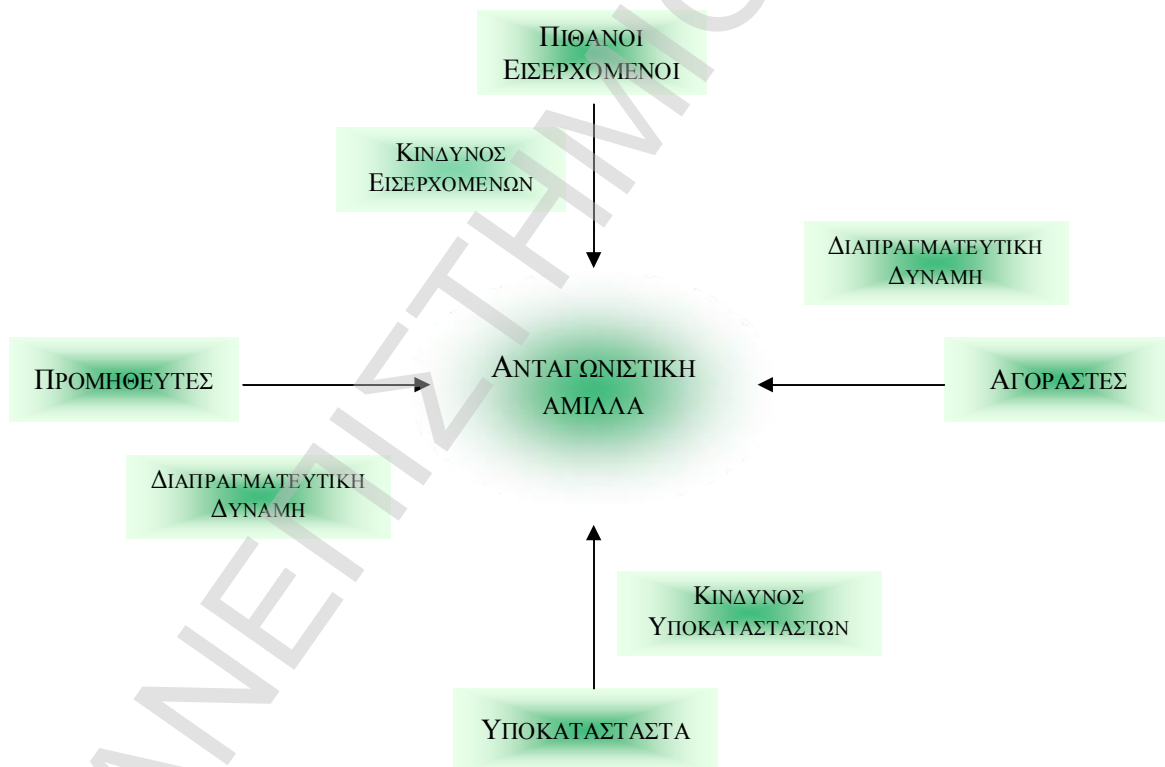 ΠΙΘΑΝΟΙ
ΕΙΣΕΡΧΟΜΕΝΟΙ
ΚΙΝΔΥΝΟΣ
ΕΙΣΕΡΧΟΜΕΝΩΝ
ΔΙΑΠΡΑΓΜΑΤΕΥΤΙΚΗ
ΔΥΝΑΜΗ
ΠΡΟΜΗΘΕΥΤΕΣ
ΑΝΤΑΓΩΝΙΣΤΙΚΗ
ΑΜΙΛΛΑ
ΑΓΟΡΑΣΤΕΣ
ΔΙΑΠΡΑΓΜΑΤΕΥΤΙΚΗ
ΔΥΝΑΜΗ
ΚΙΝΔΥΝΟΣ
ΥΠΟΚΑΤΑΣΤΑΣΤΩΝ
ΥΠΟΚΑΤΑΣΤΑΣΤΑ